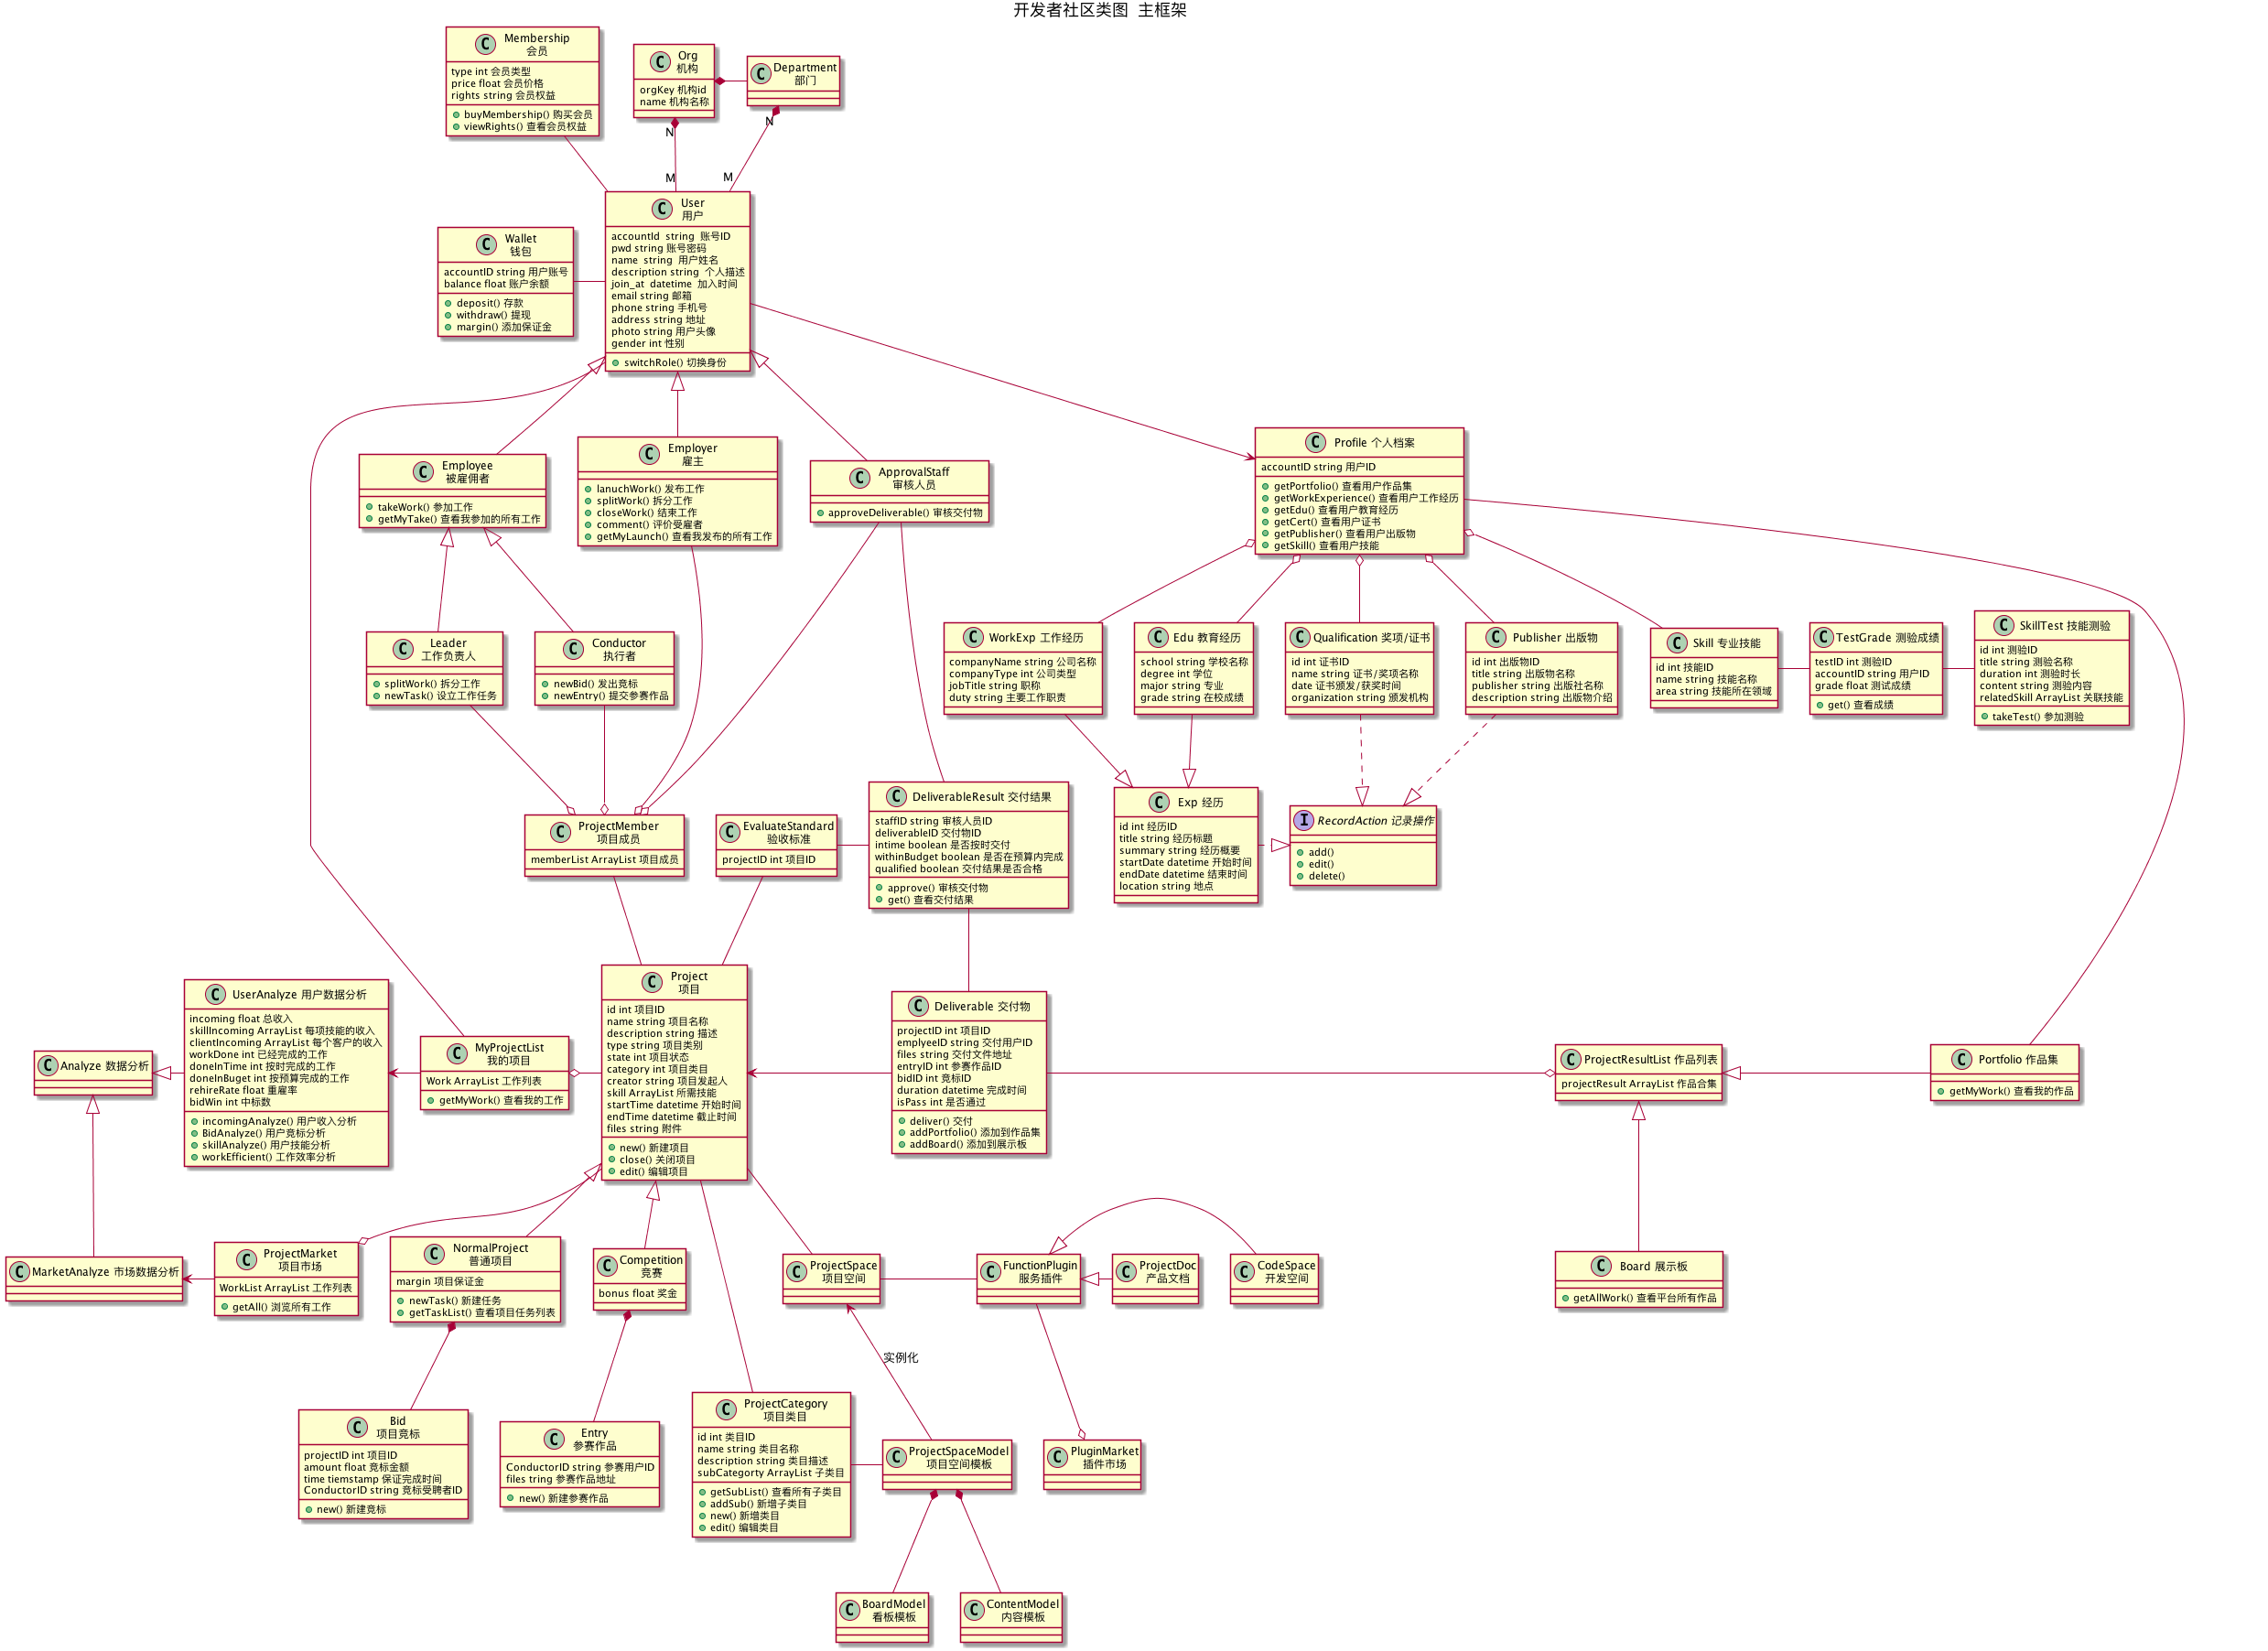 开发者社区类图 主框架
Membership
会员
type int 会员类型
price float 会员价格
rights string 会员权益
buyMembership() 购买会员
viewRights() 查看会员权益
Org
机构
orgKey 机构id
name 机构名称
Department
部门
N
N
M
M
User
用户
accountId string 账号ID
pwd string 账号密码
name string 用户姓名
description string 个人描述
join_at datetime 加入时间
email string 邮箱
phone string 手机号
address string 地址
photo string 用户头像
gender int 性别
switchRole() 切换身份
Wallet
钱包
accountID string 用户账号
balance float 账户余额
deposit() 存款
withdraw() 提现
margin() 添加保证金
Employee
被雇佣者
takeWork() 参加工作
getMyTake() 查看我参加的所有工作
Employer
雇主
lanuchWork() 发布工作
splitWork() 拆分工作
closeWork() 结束工作
comment() 评价受雇者
getMyLaunch() 查看我发布的所有工作
ApprovalStaff
审核人员
approveDeliverable() 审核交付物
Profile 个人档案
accountID string 用户ID
getPortfolio() 查看用户作品集
getWorkExperience() 查看用户工作经历
getEdu() 查看用户教育经历
getCert() 查看用户证书
getPublisher() 查看用户出版物
getSkill() 查看用户技能
Leader
工作负责人
splitWork() 拆分工作
newTask() 设立工作任务
Conductor
执行者
newBid() 发出竞标
newEntry() 提交参赛作品
WorkExp 工作经历
companyName string 公司名称
companyType int 公司类型
jobTitle string 职称
duty string 主要工作职责
Edu 教育经历
school string 学校名称
degree int 学位
major string 专业
grade string 在校成绩
Qualification 奖项/证书
id int 证书ID
name string 证书/奖项名称
date 证书颁发/获奖时间
organization string 颁发机构
Publisher 出版物
id int 出版物ID
title string 出版物名称
publisher string 出版社名称
description string 出版物介绍
Skill 专业技能
id int 技能ID
name string 技能名称
area string 技能所在领域
TestGrade 测验成绩
testID int 测验ID
accountID string 用户ID
grade float 测试成绩
get() 查看成绩
SkillTest 技能测验
id int 测验ID
title string 测验名称
duration int 测验时长
content string 测验内容
relatedSkill ArrayList 关联技能
takeTest() 参加测验
ProjectMember
项目成员
memberList ArrayList 项目成员
EvaluateStandard
验收标准
projectID int 项目ID
DeliverableResult 交付结果
staffID string 审核人员ID
deliverableID 交付物ID
intime boolean 是否按时交付
withinBudget boolean 是否在预算内完成
qualified boolean 交付结果是否合格
approve() 审核交付物
get() 查看交付结果
Exp 经历
id int 经历ID
title string 经历标题
summary string 经历概要
startDate datetime 开始时间
endDate datetime 结束时间
location string 地点
RecordAction 记录操作
add()
edit()
delete()
Analyze 数据分析
UserAnalyze 用户数据分析
incoming float 总收入
skillIncoming ArrayList 每项技能的收入
clientIncoming ArrayList 每个客户的收入
workDone int 已经完成的工作
doneInTime int 按时完成的工作
doneInBuget int 按预算完成的工作
rehireRate float 重雇率
bidWin int 中标数
incomingAnalyze() 用户收入分析
BidAnalyze() 用户竞标分析
skillAnalyze() 用户技能分析
workEfficient() 工作效率分析
MyProjectList
我的项目
Work ArrayList 工作列表
getMyWork() 查看我的工作
Project
项目
id int 项目ID
name string 项目名称
description string 描述
type string 项目类别
state int 项目状态
category int 项目类目
creator string 项目发起人
skill ArrayList 所需技能
startTime datetime 开始时间
endTime datetime 截止时间
files string 附件
new() 新建项目
close() 关闭项目
edit() 编辑项目
Deliverable 交付物
projectID int 项目ID
emplyeeID string 交付用户ID
files string 交付文件地址
entryID int 参赛作品ID
bidID int 竞标ID
duration datetime 完成时间
isPass int 是否通过
deliver() 交付
addPortfolio() 添加到作品集
addBoard() 添加到展示板
ProjectResultList 作品列表
projectResult ArrayList 作品合集
Portfolio 作品集
getMyWork() 查看我的作品
MarketAnalyze 市场数据分析
ProjectMarket
项目市场
WorkList ArrayList 工作列表
getAll() 浏览所有工作
NormalProject
普通项目
margin 项目保证金
newTask() 新建任务
getTaskList() 查看项目任务列表
Competition
竞赛
bonus float 奖金
ProjectSpace
项目空间
FunctionPlugin
服务插件
ProjectDoc
产品文档
CodeSpace
开发空间
Board 展示板
getAllWork() 查看平台所有作品
实例化
Bid
项目竞标
projectID int 项目ID
amount float 竞标金额
time tiemstamp 保证完成时间
ConductorID string 竞标受聘者ID
new() 新建竞标
Entry
参赛作品
ConductorID string 参赛用户ID
files tring 参赛作品地址
new() 新建参赛作品
ProjectCategory
项目类目
id int 类目ID
name string 类目名称
description string 类目描述
subCategorty ArrayList 子类目
getSubList() 查看所有子类目
addSub() 新增子类目
new() 新增类目
edit() 编辑类目
ProjectSpaceModel
项目空间模板
PluginMarket
插件市场
BoardModel
看板模板
ContentModel
内容模板